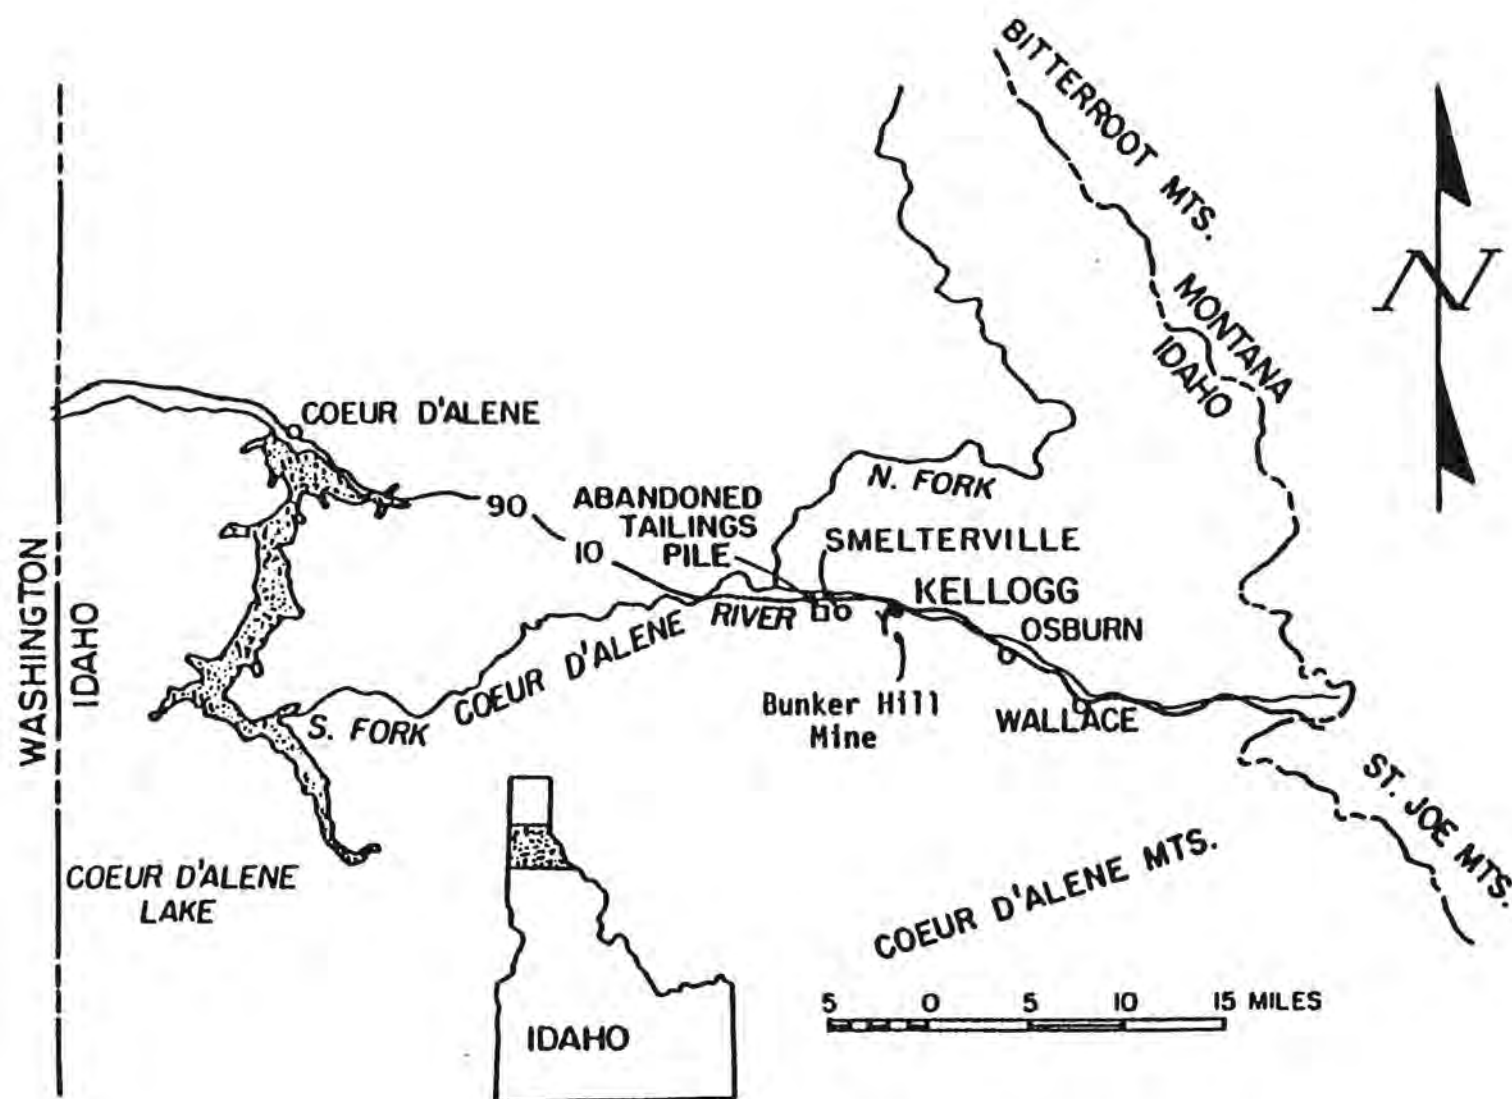 BITTERROOT MTS.
MONTANA
IDAHO
N
COEUR D'ALENE
N. FORK
90
10
ABANDONED
TAILINGS
PILE
SMELTERVILLE
KELLOGG
RIVER
OSBURN
WASHINGTON
IDAHO
S. FORK COEUR D'ALENE
Bunker Hill
Mine
WALLACE
ST. JOE MTS.
COEUR D'ALENE
LAKE
COEUR D'ALENE MTS.
5 0 5 10 15 MILES
IDAHO